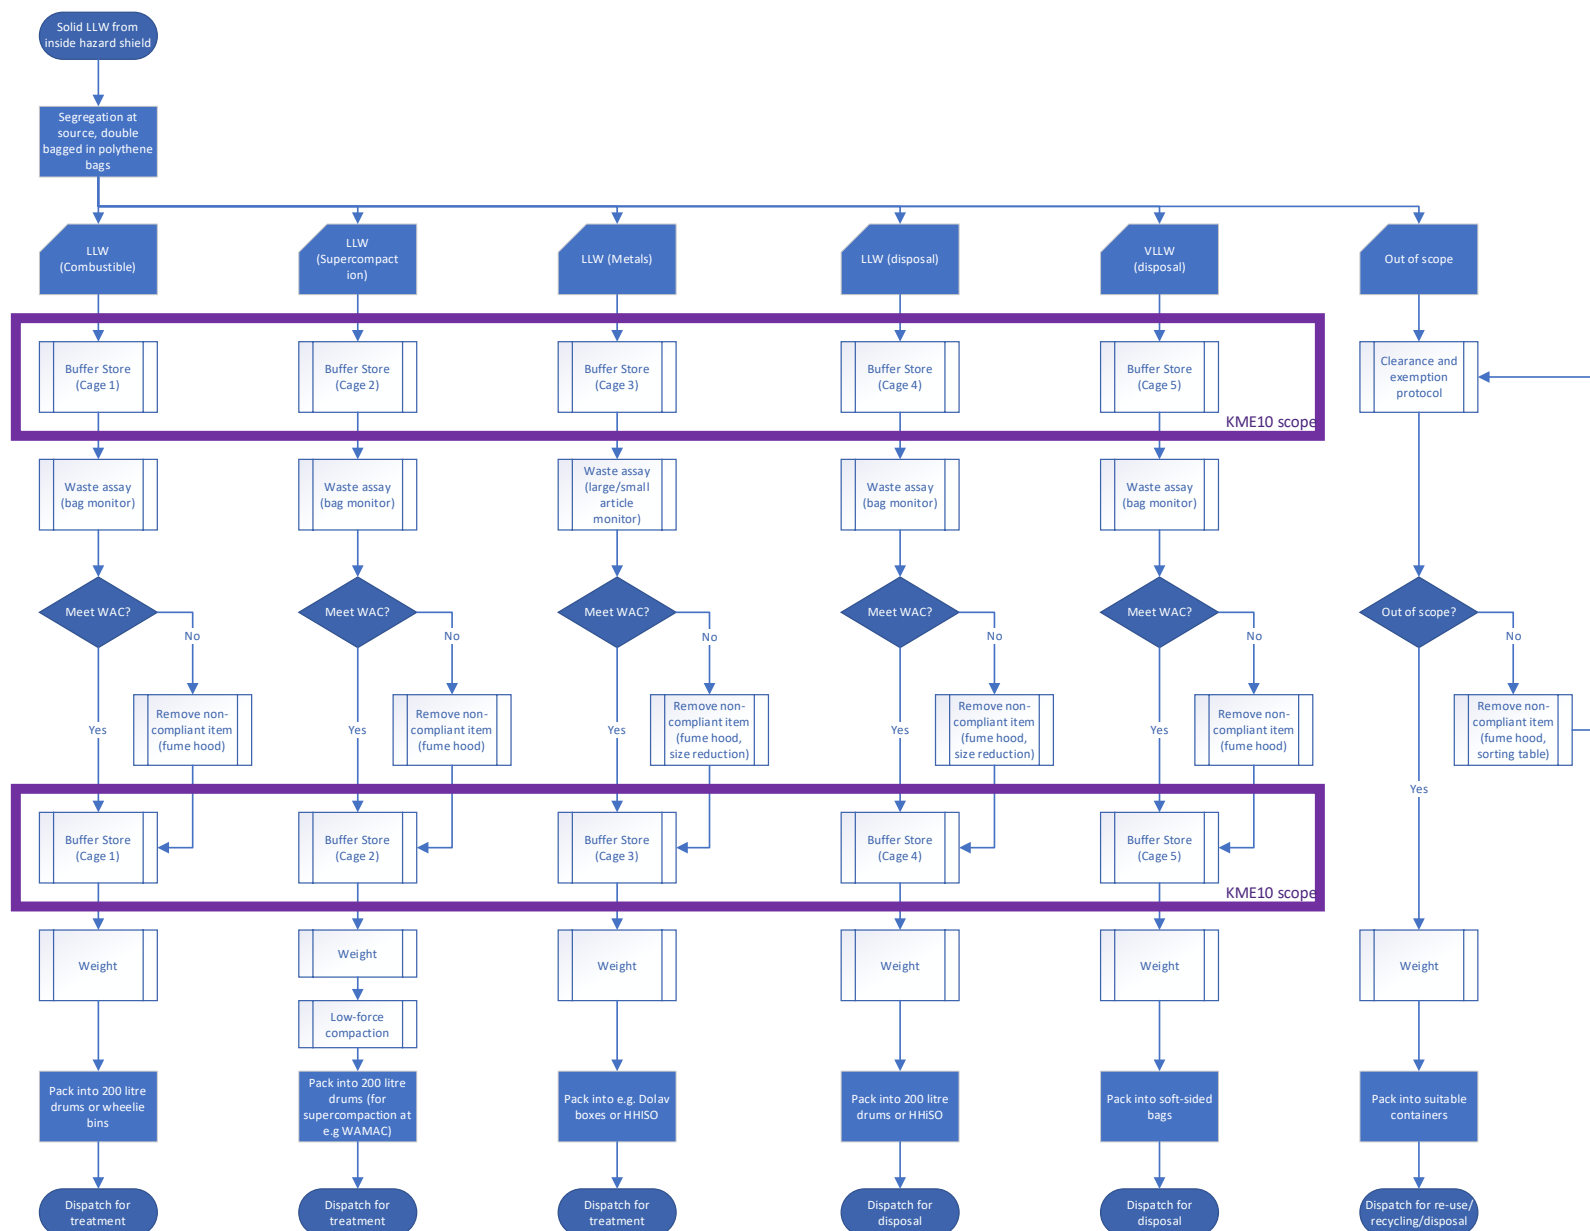 Solid LLW from
inside hazard shield
Segregation at
source, double
bagged in polythene
bags
LLW
(Combustible)
LLW
(Supercompact
ion)
LLW (Metals)
LLW (disposal)
VLLW
(disposal)
Out of scope
Buffer Store
(Cage 1)
Buffer Store
(Cage 2)
Buffer Store
(Cage 3)
Buffer Store
(Cage 4)
Buffer Store
(Cage 5)
Clearance and
exemption
protocol
KME10 scope
Waste assay
(bag monitor)
Waste assay
(bag monitor)
Waste assay
(large/small
article
monitor)
Waste assay
(bag monitor)
Waste assay
(bag monitor)
Meet WAC?
Meet WAC?
Meet WAC?
Meet WAC?
Meet WAC?
Out of scope?
No
No
No
No
No
No
Yes
Remove non-
compliant item
(fume hood)
Yes
Remove non-
compliant item
(fume hood)
Yes
Remove non-
compliant item
(fume hood,
size reduction)
Yes
Remove non-
compliant item
(fume hood,
size reduction)
Yes
Remove non-
compliant item
(fume hood)
Yes
Remove non-
compliant item
(fume hood,
sorting table)
Buffer Store
(Cage 1)
Buffer Store
(Cage 2)
Buffer Store
(Cage 3)
Buffer Store
(Cage 4)
Buffer Store
(Cage 5)
KME10 scope
Weight
Weight
Weight
Weight
Weight
Weight
Low-force
compaction
Pack into 200 litre
drums or wheelie
bins
Pack into 200 litre
drums (for
supercompaction at
e.g WAMAC)
Pack into e.g. Dolav
boxes or HHISO
Pack into 200 litre
drums or HHiSO
Pack into soft-sided
bags
Pack into suitable
containers
Dispatch for
treatment
Dispatch for
treatment
Dispatch for
treatment
Dispatch for
disposal
Dispatch for
disposal
Dispatch for re-use/
recycling/disposal